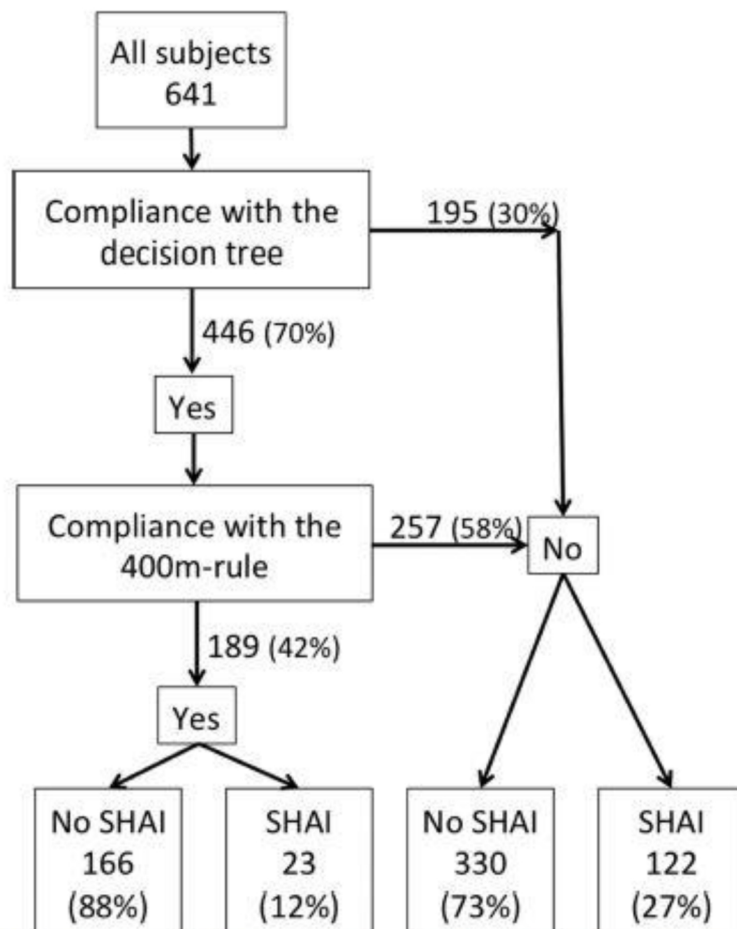 All subjects
641
Compliance with the
decision tree
195 (30%)
446 (70%)
Yes
Compliance with the
400m-rule
257 (58%)
No
189 (42%)
Yes
No SHAI
166
(88%)
SHAI
23
(12%)
No SHAI
330
(73%)
SHAI
122
(27%)